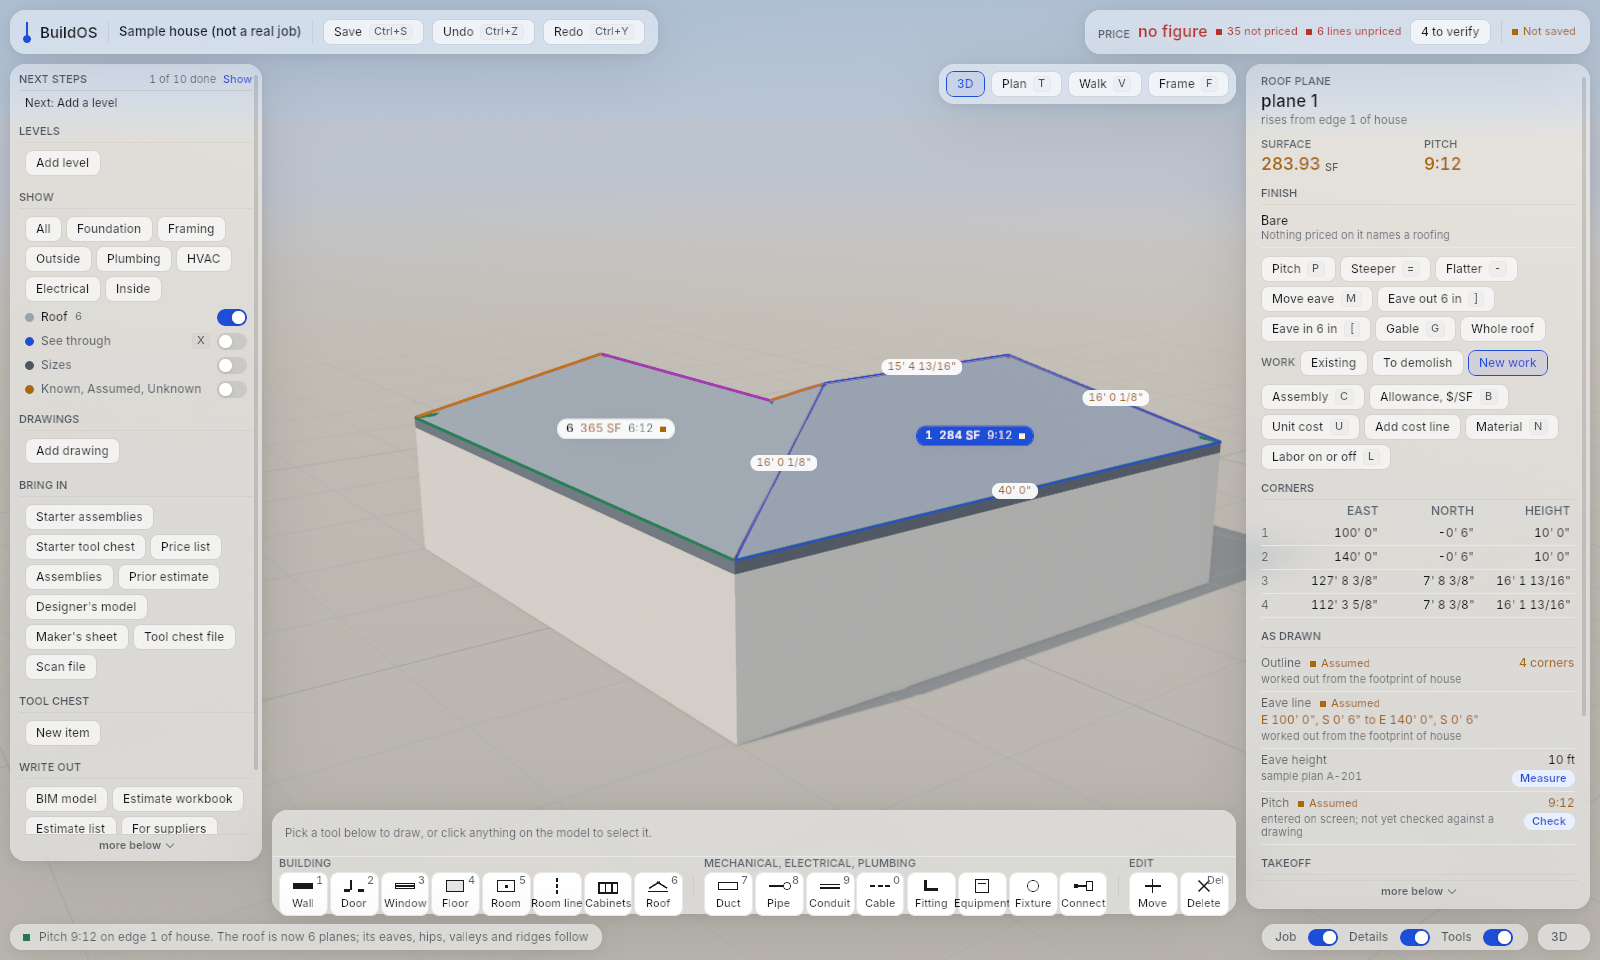 BuildOS
Sample house (not a real job)
Save Ctrl+S
Undo Ctrl+Z
Redo Ctrl+Y
PRICE no figure 35 not priced 6 lines unpriced 4 to verify Not saved
NEXT STEPS 1 of 10 done Show
Next: Add a level
LEVELS
Add level
SHOW
All Foundation Framing
Outside Plumbing HVAC
Electrical Inside
Roof 6
See through X
Sizes
Known, Assumed, Unknown
DRAWINGS
Add drawing
BRING IN
Starter assemblies
Starter tool chest Price list
Assemblies Prior estimate
Designer's model
Maker's sheet Tool chest file
Scan file
TOOL CHEST
New item
WRITE OUT
BIM model Estimate workbook
Estimate list For suppliers
more below
3D Plan T Walk V Frame F
15' 4 13/16"
16' 0 1/8"
6 365 SF 6:12
1 284 SF 9:12
16' 0 1/8"
40' 0"
ROOF PLANE
plane 1
rises from edge 1 of house
SURFACE PITCH
283.93 SF 9:12
FINISH
Bare
Nothing priced on it names a roofing
Pitch P Steeper = Flatter -
Move eave M Eave out 6 in ]
Eave in 6 in [ Gable G Whole roof
WORK Existing To demolish New work
Assembly C Allowance, $/SF B
Unit cost U Add cost line Material N
Labor on or off L
CORNERS
EAST NORTH HEIGHT
1 100' 0" -0' 6" 10' 0"
2 140' 0" -0' 6" 10' 0"
3 127' 8 3/8" 7' 8 3/8" 16' 1 13/16"
4 112' 3 5/8" 7' 8 3/8" 16' 1 13/16"
AS DRAWN
Outline Assumed 4 corners
worked out from the footprint of house
Eave line Assumed
E 100' 0", S 0' 6" to E 140' 0", S 0' 6"
worked out from the footprint of house
Eave height 10 ft
sample plan A-201 Measure
Pitch Assumed 9:12
entered on screen; not yet checked against a Check
drawing
TAKEOFF
more below
Pick a tool below to draw, or click anything on the model to select it.
BUILDING MECHANICAL, ELECTRICAL, PLUMBING EDIT
1 2 3 4 5 6 7 8 9 0 Del
Wall Door Window Floor Room Room line Cabinets Roof Duct Pipe Conduit Cable Fitting Equipment Fixture Connect Move Delete
Pitch 9:12 on edge 1 of house. The roof is now 6 planes; its eaves, hips, valleys and ridges follow
Job Details Tools 3D